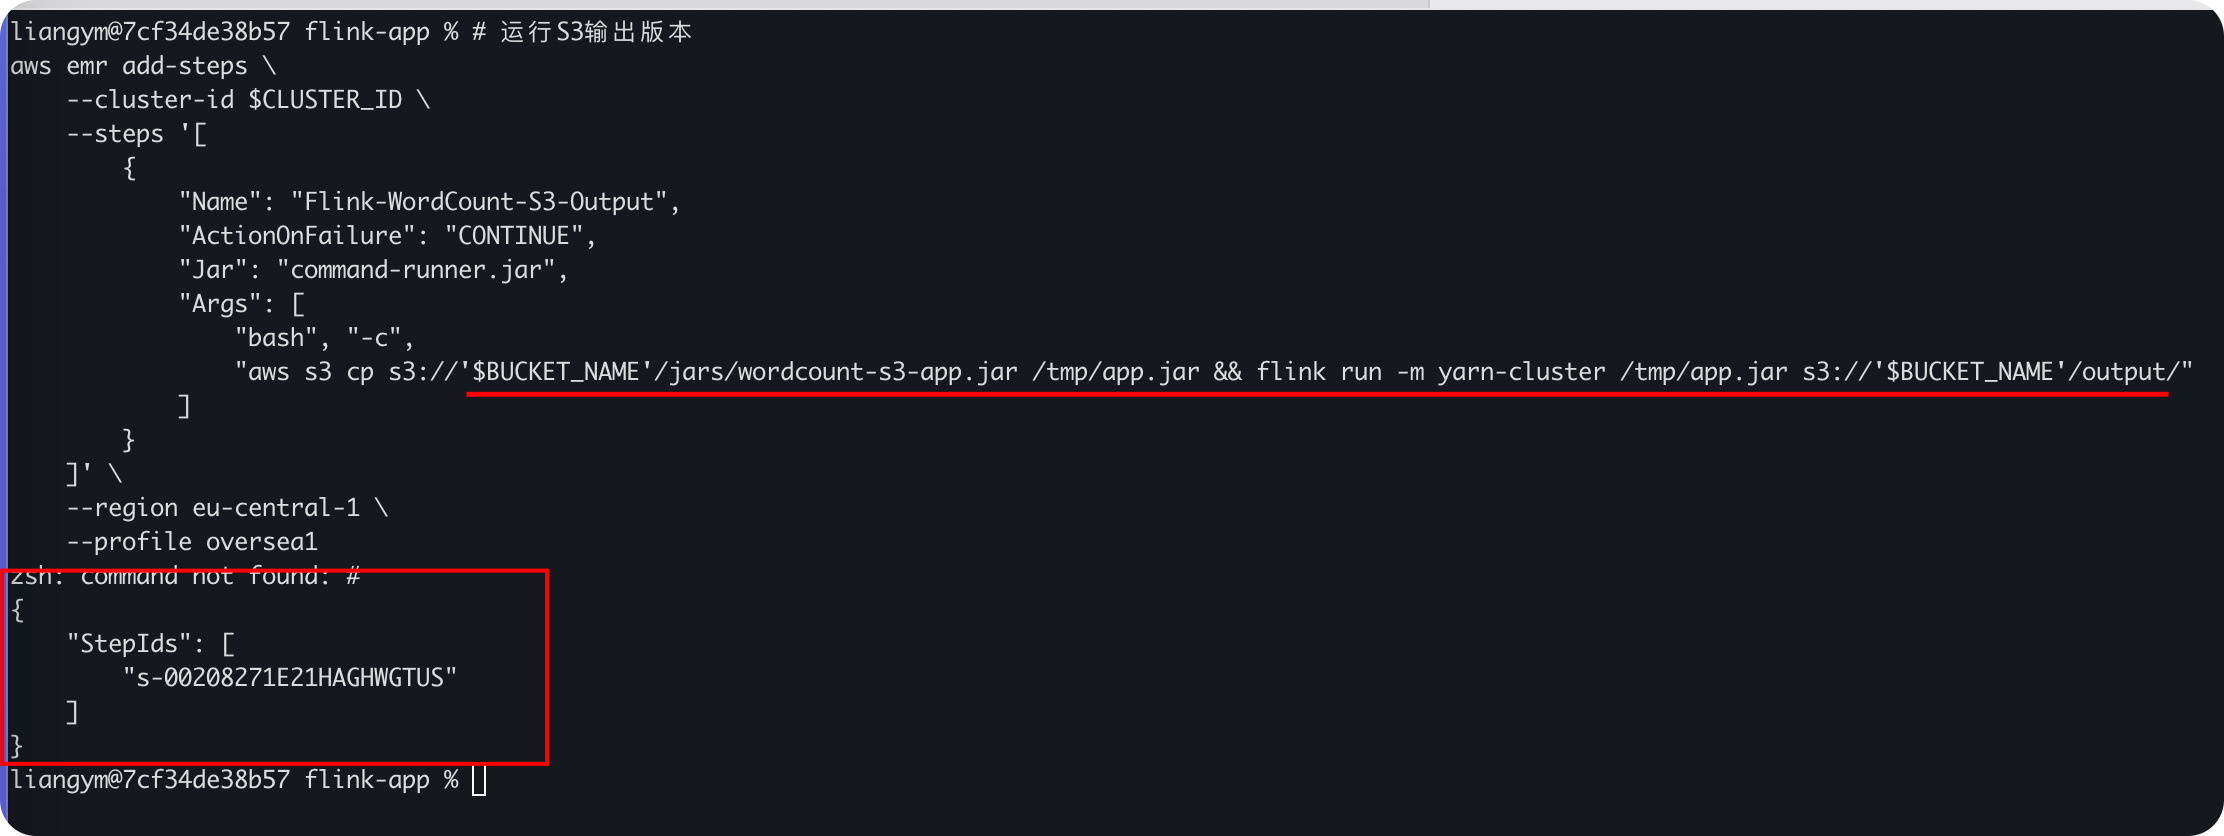 liangym@7cf34de38b57 flink-app % # 运行S3输出版本
aws emr add-steps \
    --cluster-id $CLUSTER_ID \
    --steps '[
        {
            "Name": "Flink-WordCount-S3-Output",
            "ActionOnFailure": "CONTINUE",
            "Jar": "command-runner.jar",
            "Args": [
                "bash", "-c",
                "aws s3 cp s3://'$BUCKET_NAME'/jars/wordcount-s3-app.jar /tmp/app.jar && flink run -m yarn-cluster /tmp/app.jar s3://'$BUCKET_NAME'/output/"
            ]
        }
    ]' \
    --region eu-central-1 \
    --profile oversea1
zsh: command not found: #
{
    "StepIds": [
        "s-00208271E21HAGHWGTUS"
    ]
}
liangym@7cf34de38b57 flink-app %